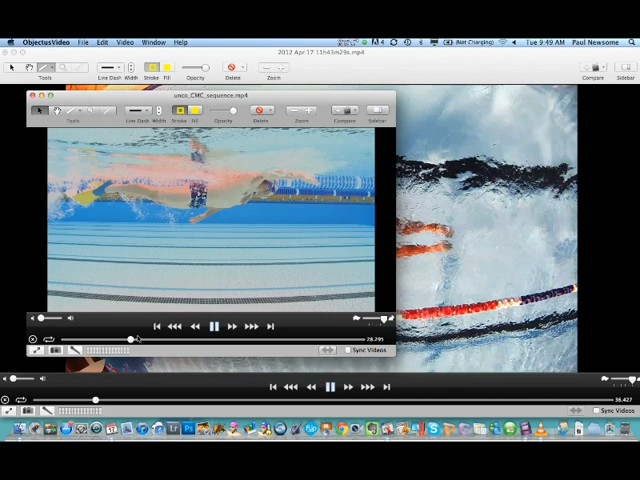 ObjectusVideo File Edit Video Window Help
(Not Charging) Tue 9:49 AM Paul Newsome
2012 Apr 17 11h43m29s.mp4
Tools Line Dash Width Stroke Fill Opacity Delete Zoom Compare Sidebar
unco_CMC_sequence.mp4
Tools Line Dash Width Stroke Fill Opacity Delete Zoom Compare Sidebar
28.295
Sync Videos
36.427
Sync Videos